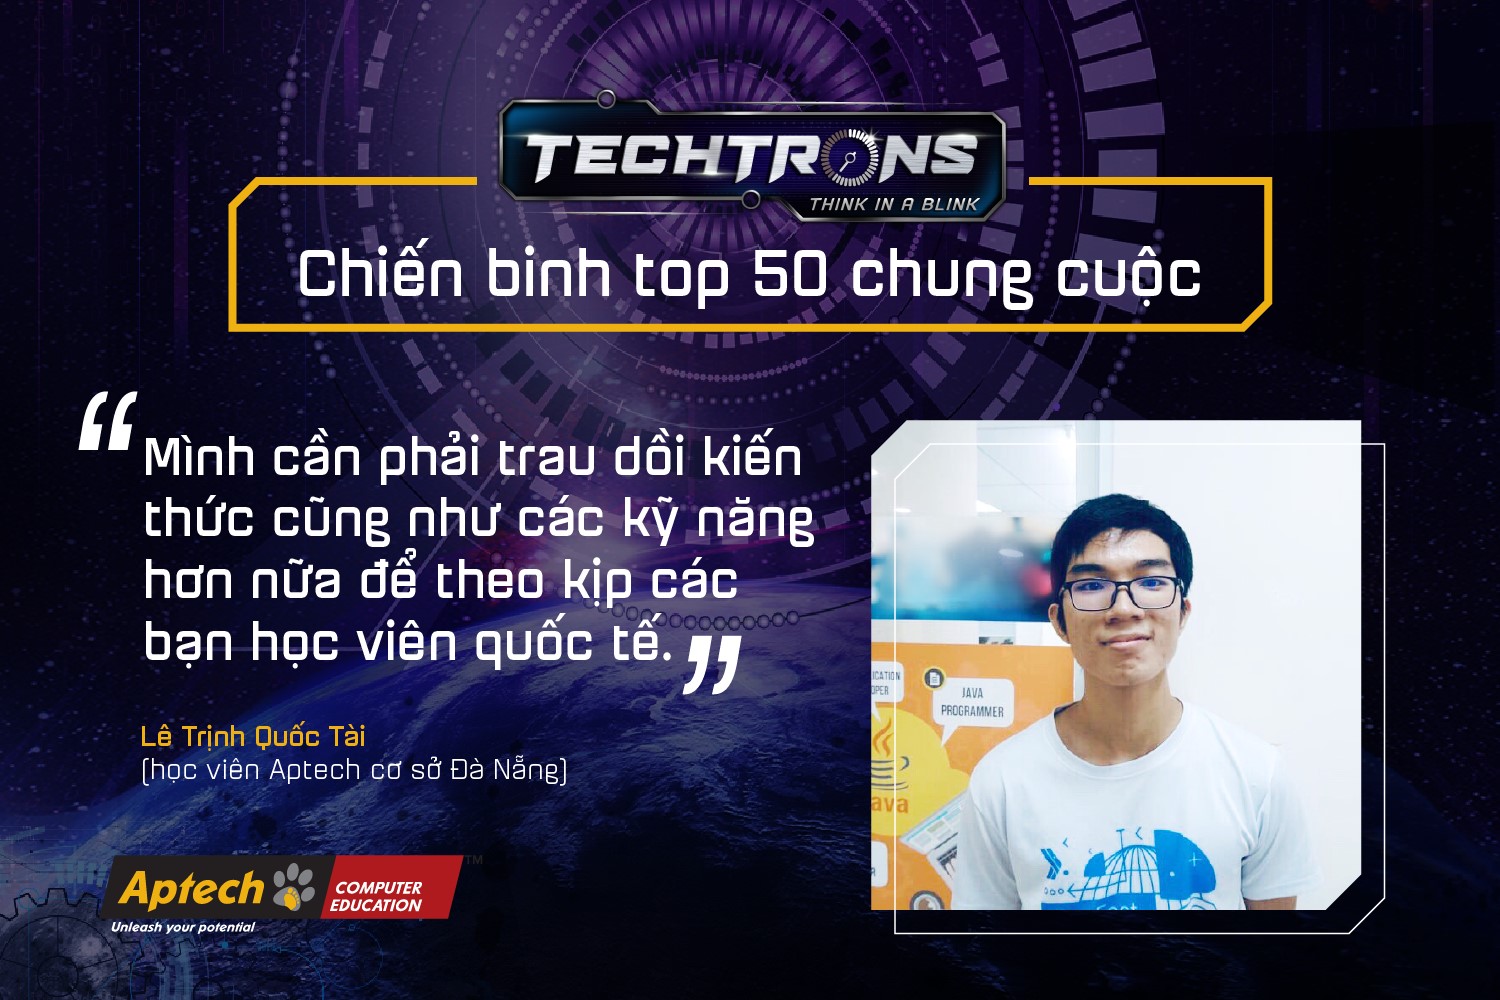 TECHTRONS
THINK IN A BLINK
Chiến binh top 50 chung cuộc
“Mình cần phải trau dồi kiến
thức cũng như các kỹ năng
hơn nữa để theo kịp các
bạn học viên quốc tế.”
Lê Trịnh Quốc Tài
(học viên Aptech cơ sở Đà Nẵng)
JAVA
PROGRAMMER
Aptech COMPUTER
EDUCATION TM
Unleash your potential